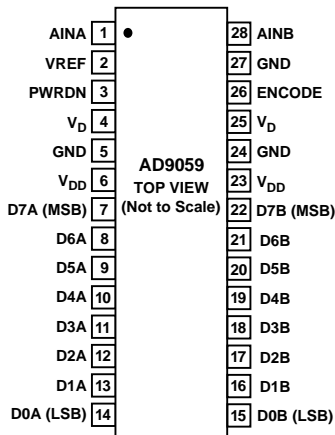 AINA 1 28 AINB
VREF 2 27 GND
PWRDN 3 26 ENCODE
VD 4 25 VD
GND 5 24 GND
VDD 6 23 VDD
AD9059
TOP VIEW
(Not to Scale)
D7A (MSB) 7 22 D7B (MSB)
D6A 8 21 D6B
D5A 9 20 D5B
D4A 10 19 D4B
D3A 11 18 D3B
D2A 12 17 D2B
D1A 13 16 D1B
D0A (LSB) 14 15 D0B (LSB)